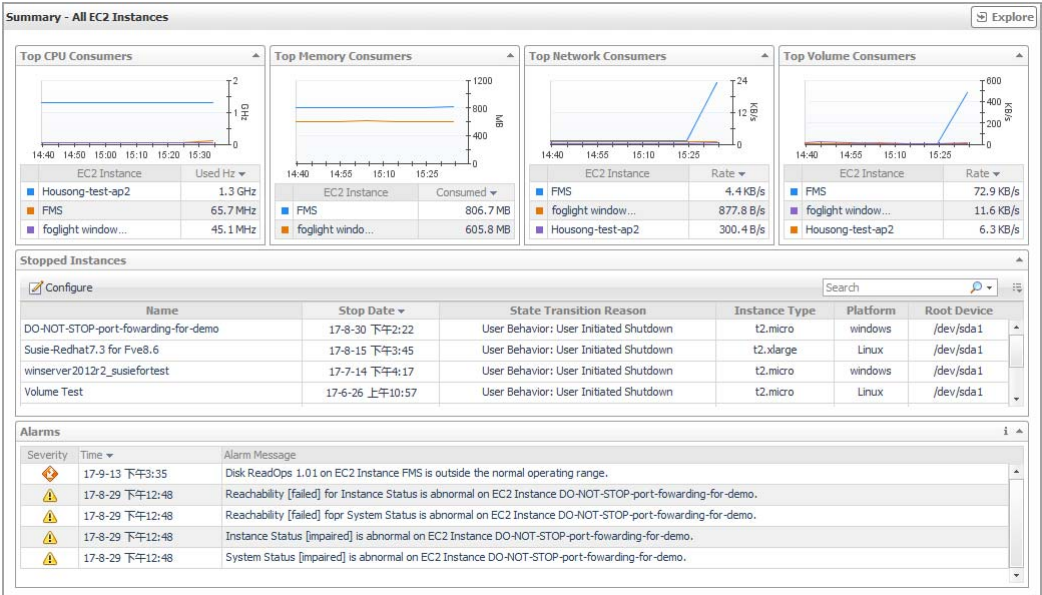 Summary - All EC2 Instances
Explore
Top CPU Consumers
2
1
0
GHz
14:40 14:50 15:00 15:10 15:20 15:30
EC2 Instance Used Hz
Housong-test-ap2 1.3 GHz
FMS 65.7 MHz
foglight window... 45.1 MHz
Top Memory Consumers
1200
800
400
0
MB
14:40 14:55 15:10 15:25
EC2 Instance Consumed
FMS 806.7 MB
foglight windo... 605.8 MB
Top Network Consumers
24
12
0
KB/s
14:40 14:55 15:10 15:25
EC2 Instance Rate
FMS 4.4 KB/s
foglight window... 877.8 B/s
Housong-test-ap2 300.4 B/s
Top Volume Consumers
600
400
200
0
KB/s
14:40 14:55 15:10 15:25
EC2 Instance Rate
FMS 72.9 KB/s
foglight window... 11.6 KB/s
Housong-test-ap2 6.3 KB/s
Stopped Instances
Configure
Search
Name Stop Date State Transition Reason Instance Type Platform Root Device
DO-NOT-STOP-port-fowarding-for-demo 17-8-30 下午2:22 User Behavior: User Initiated Shutdown t2.micro windows /dev/sda1
Susie-Redhat7.3 for Fve8.6 17-8-15 下午3:45 User Behavior: User Initiated Shutdown t2.xlarge Linux /dev/sda1
winserver2012r2_susiefortest 17-7-14 下午4:17 User Behavior: User Initiated Shutdown t2.micro windows /dev/sda1
Volume Test 17-6-26 上午10:57 User Behavior: User Initiated Shutdown t2.micro Linux /dev/sda1
Alarms
i
Severity Time Alarm Message
17-9-13 下午3:35 Disk ReadOps 1.01 on EC2 Instance FMS is outside the normal operating range.
17-8-29 下午12:48 Reachability [failed] for Instance Status is abnormal on EC2 Instance DO-NOT-STOP-port-fowarding-for-demo.
17-8-29 下午12:48 Reachability [failed] fopr System Status is abnormal on EC2 Instance DO-NOT-STOP-port-fowarding-for-demo.
17-8-29 下午12:48 Instance Status [impaired] is abnormal on EC2 Instance DO-NOT-STOP-port-fowarding-for-demo.
17-8-29 下午12:48 System Status [impaired] is abnormal on EC2 Instance DO-NOT-STOP-port-fowarding-for-demo.